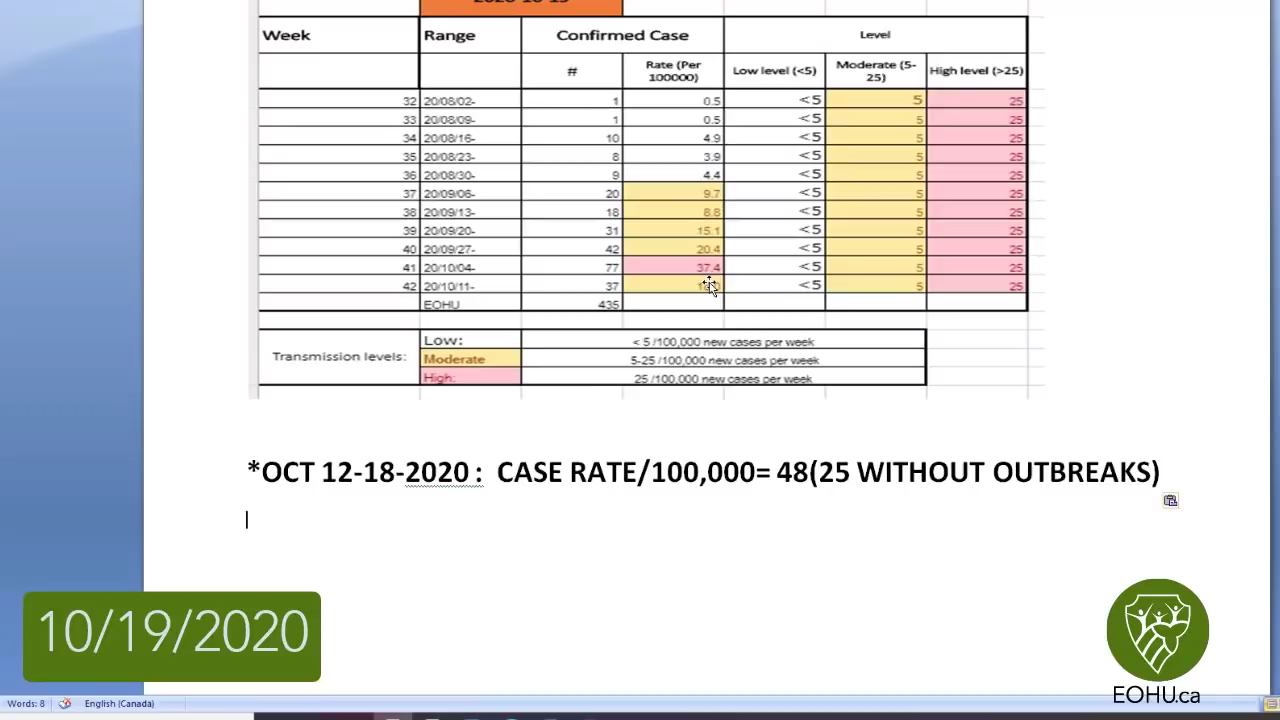 Week Range Confirmed Case Level
# Rate (Per 100000) Low level (<5) Moderate (5-25) High level (>25)
32 20/08/02- 1 0.5 <5 5 25
33 20/08/09- 1 0.5 <5 5 25
34 20/08/16- 10 4.9 <5 5 25
35 20/08/23- 8 3.9 <5 5 25
36 20/08/30- 9 4.4 <5 5 25
37 20/09/06- 20 9.7 <5 5 25
38 20/09/13- 18 8.8 <5 5 25
39 20/09/20- 31 15.1 <5 5 25
40 20/09/27- 42 20.4 <5 5 25
41 20/10/04- 77 37.4 <5 5 25
42 20/10/11- 37 <5 5 25
EOHU 435
Transmission levels: Low: < 5 /100,000 new cases per week
Moderate 5-25 /100,000 new cases per week
High: 25 /100,000 new cases per week
*OCT 12-18-2020 : CASE RATE/100,000= 48(25 WITHOUT OUTBREAKS)
10/19/2020
EOHU.ca
Words: 8 English (Canada)